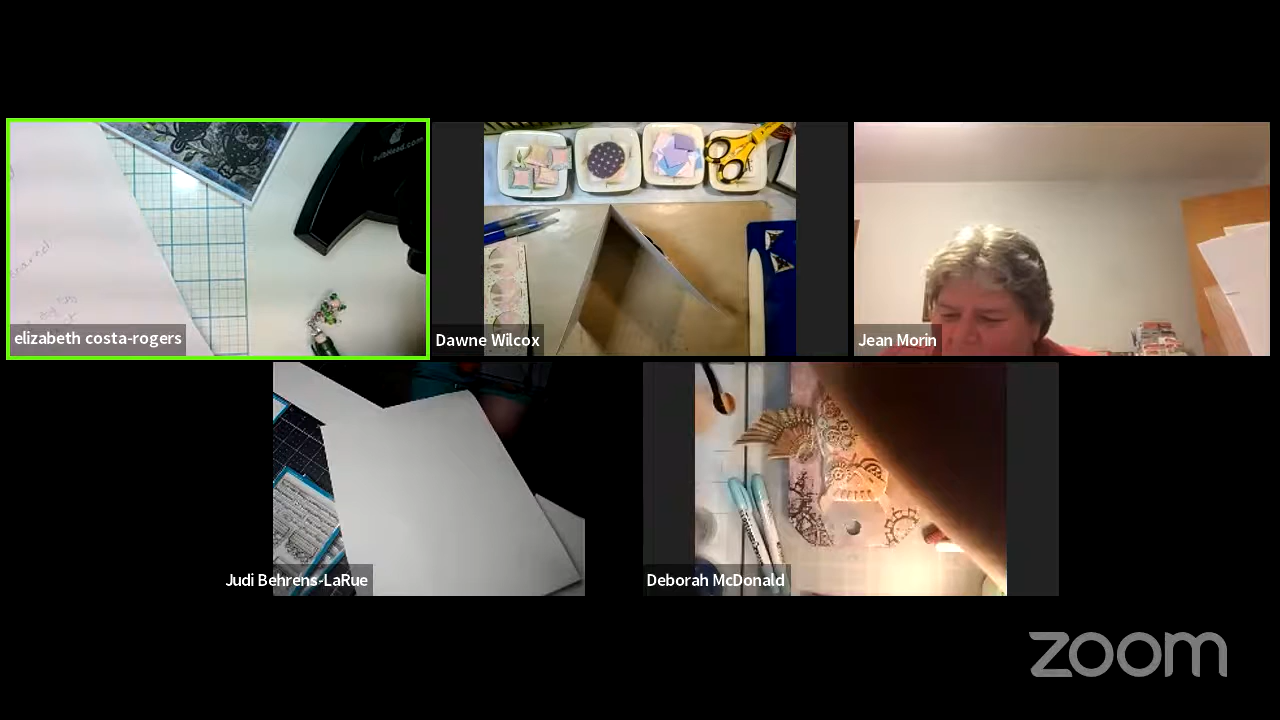 elizabeth costa-rogers
Dawne Wilcox
Jean Morin
Judi Behrens-LaRue
Deborah McDonald
zoom